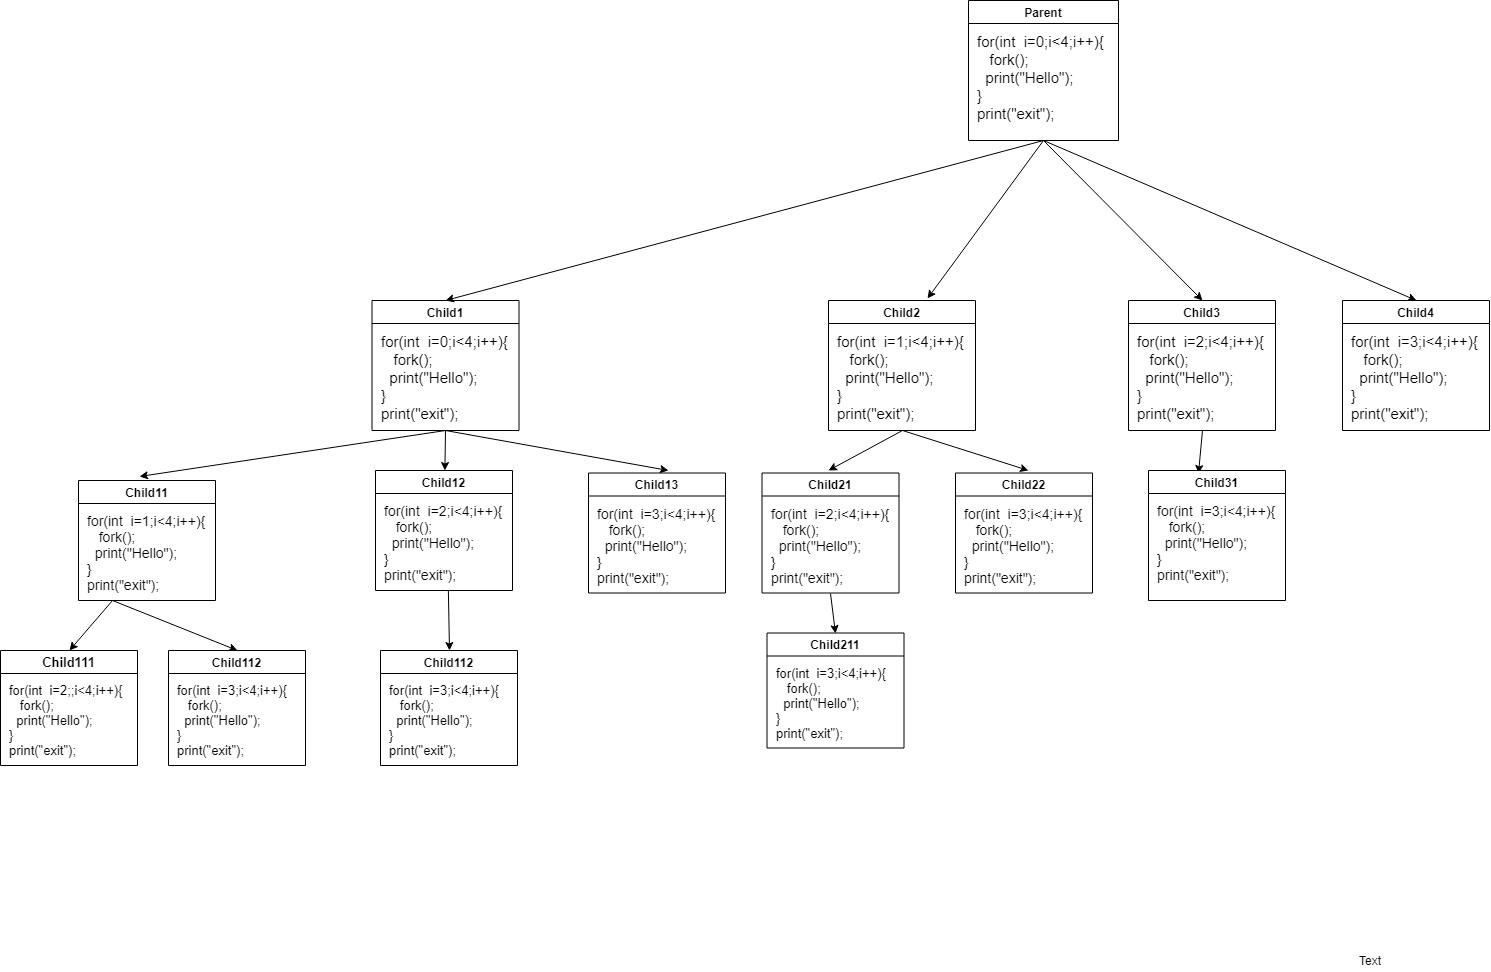 Parent
for(int i=0;i<4;i++){
fork();
print("Hello");
}
print("exit");
Child1
for(int i=0;i<4;i++){
fork();
print("Hello");
}
print("exit");
Child2
for(int i=1;i<4;i++){
fork();
print("Hello");
}
print("exit");
Child3
for(int i=2;i<4;i++){
fork();
print("Hello");
}
print("exit");
Child4
for(int i=3;i<4;i++){
fork();
print("Hello");
}
print("exit");
Child11
for(int i=1;i<4;i++){
fork();
print("Hello");
}
print("exit");
Child12
for(int i=2;i<4;i++){
fork();
print("Hello");
}
print("exit");
Child13
for(int i=3;i<4;i++){
fork();
print("Hello");
}
print("exit");
Child21
for(int i=2;i<4;i++){
fork();
print("Hello");
}
print("exit");
Child22
for(int i=3;i<4;i++){
fork();
print("Hello");
}
print("exit");
Child31
for(int i=3;i<4;i++){
fork();
print("Hello");
}
print("exit");
Child111
for(int i=2;;i<4;i++){
fork();
print("Hello");
}
print("exit");
Child112
for(int i=3;i<4;i++){
fork();
print("Hello");
}
print("exit");
Child112
for(int i=3;i<4;i++){
fork();
print("Hello");
}
print("exit");
Child211
for(int i=3;i<4;i++){
fork();
print("Hello");
}
print("exit");
Text